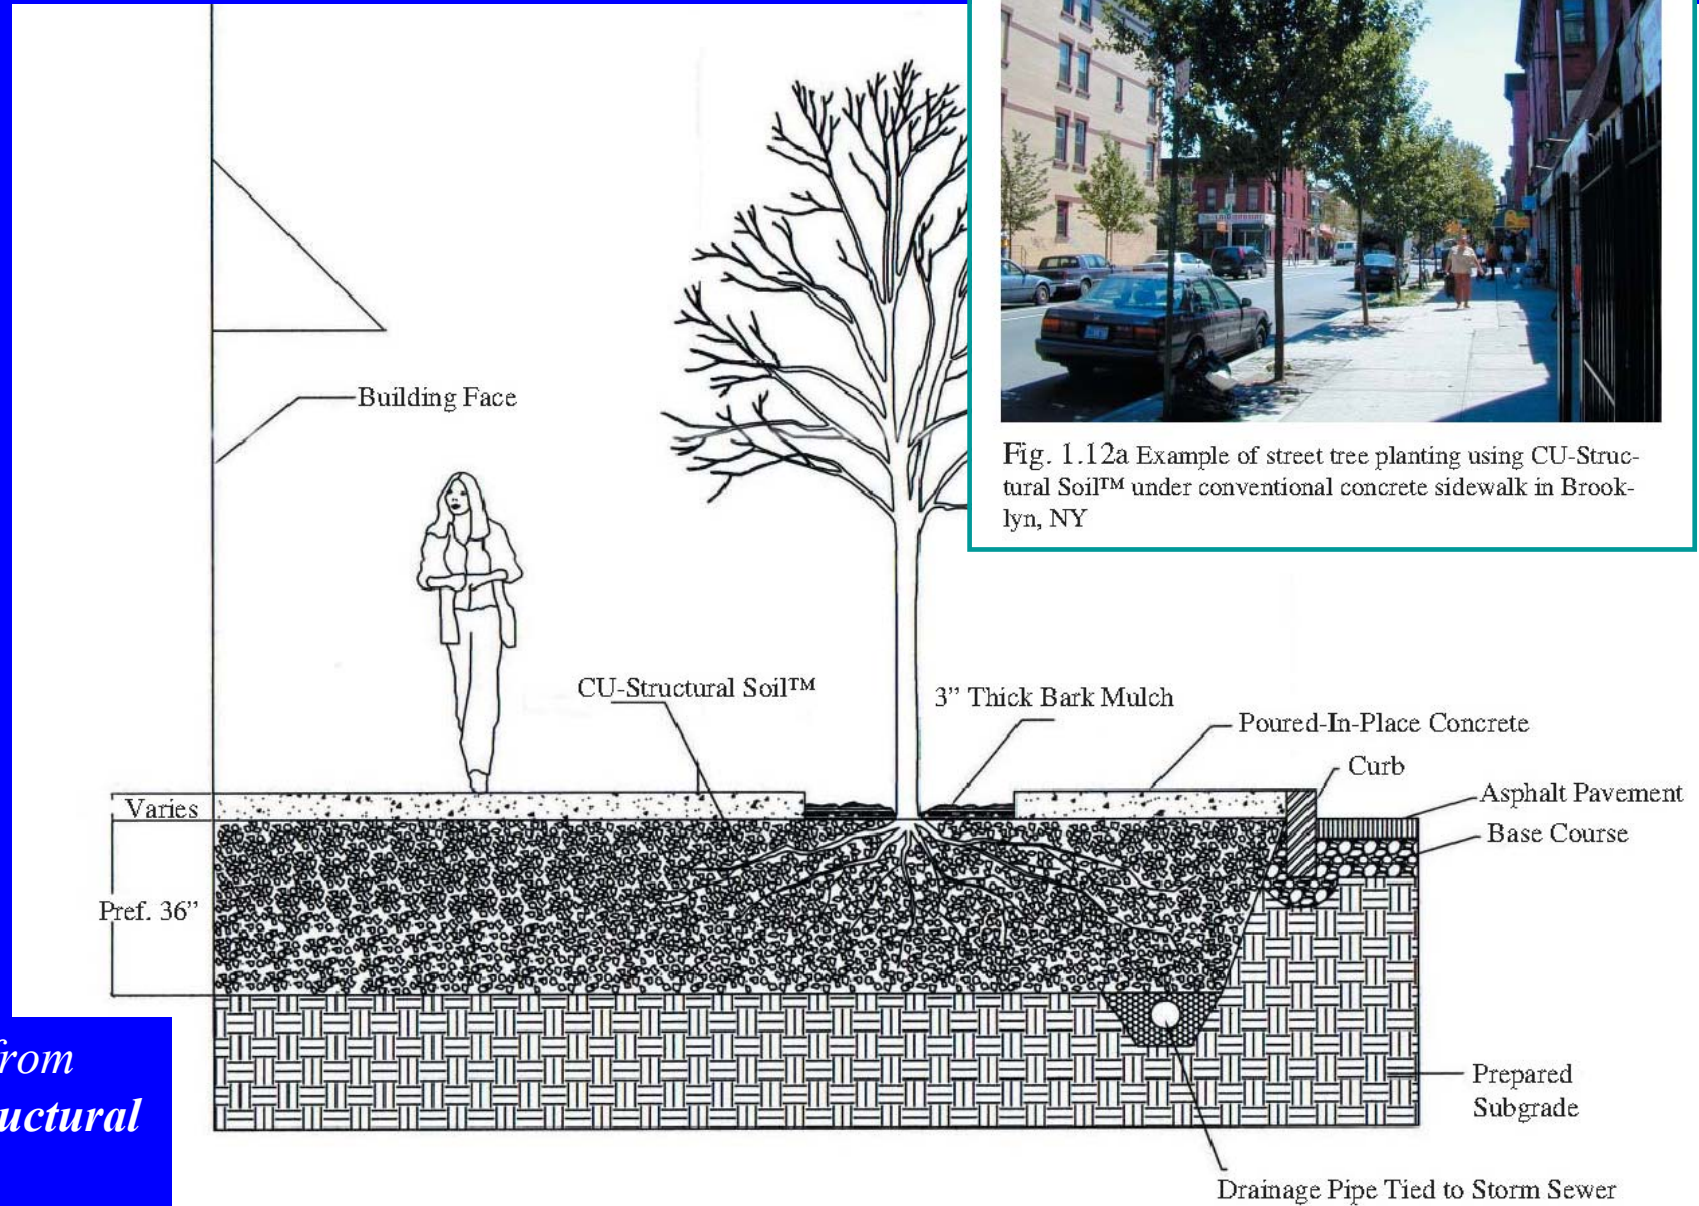 Fig. 1.12a Example of street tree planting using CU-Struc-
tural Soil™ under conventional concrete sidewalk in Brook-
lyn, NY
Building Face
CU-Structural Soil™
3” Thick Bark Mulch
Poured-In-Place Concrete
Curb
Asphalt Pavement
Base Course
Varies
Pref. 36”
Prepared
Subgrade
Drainage Pipe Tied to Storm Sewer
from
uctural